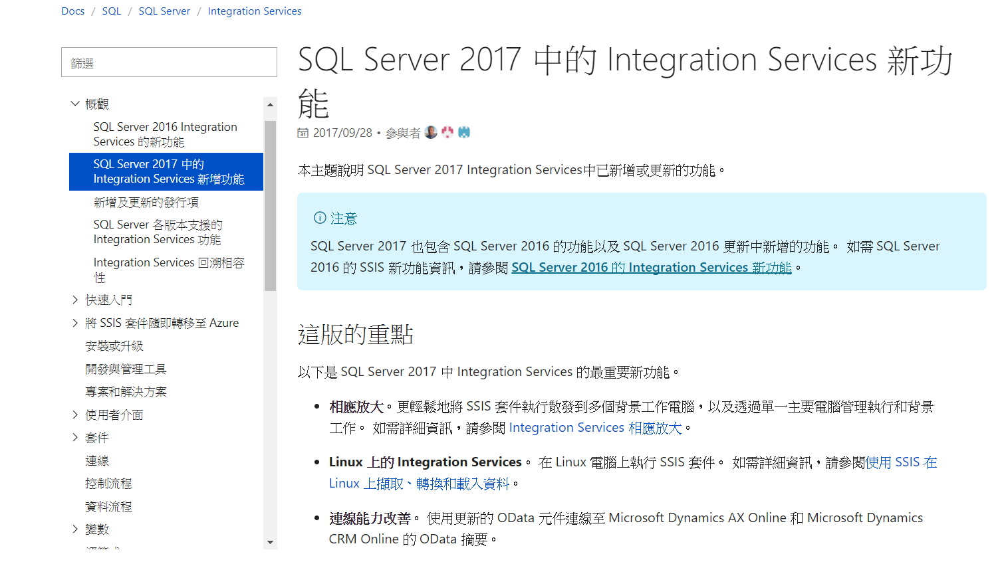 Docs / SQL / SQL Server / Integration Services
篩選
概觀
SQL Server 2016 Integration
Services 的新功能
SQL Server 2017 中的
Integration Services 新增功能
新增及更新的發行項
SQL Server 各版本支援的
Integration Services 功能
Integration Services 回溯相容
性
快速入門
將 SSIS 套件隨即轉移至 Azure
安裝或升級
開發與管理工具
專案和解決方案
使用者介面
套件
連線
控制流程
資料流程
變數
SQL Server 2017 中的 Integration Services 新功
能
2017/09/28 • 參與者
本主題說明 SQL Server 2017 Integration Services中已新增或更新的功能。
注意
SQL Server 2017 也包含 SQL Server 2016 的功能以及 SQL Server 2016 更新中新增的功能。 如需 SQL Server
2016 的 SSIS 新功能資訊，請參閱 SQL Server 2016 的 Integration Services 新功能。
這版的重點
以下是 SQL Server 2017 中 Integration Services 的最重要新功能。
• 相應放大。更輕鬆地將 SSIS 套件執行散發到多個背景工作電腦，以及透過單一主要電腦管理執行和背景
工作。 如需詳細資訊，請參閱 Integration Services 相應放大。
• Linux 上的 Integration Services。 在 Linux 電腦上執行 SSIS 套件。 如需詳細資訊，請參閱使用 SSIS 在
Linux 上擷取、轉換和載入資料。
• 連線能力改善。 使用更新的 OData 元件連線至 Microsoft Dynamics AX Online 和 Microsoft Dynamics
CRM Online 的 OData 摘要。